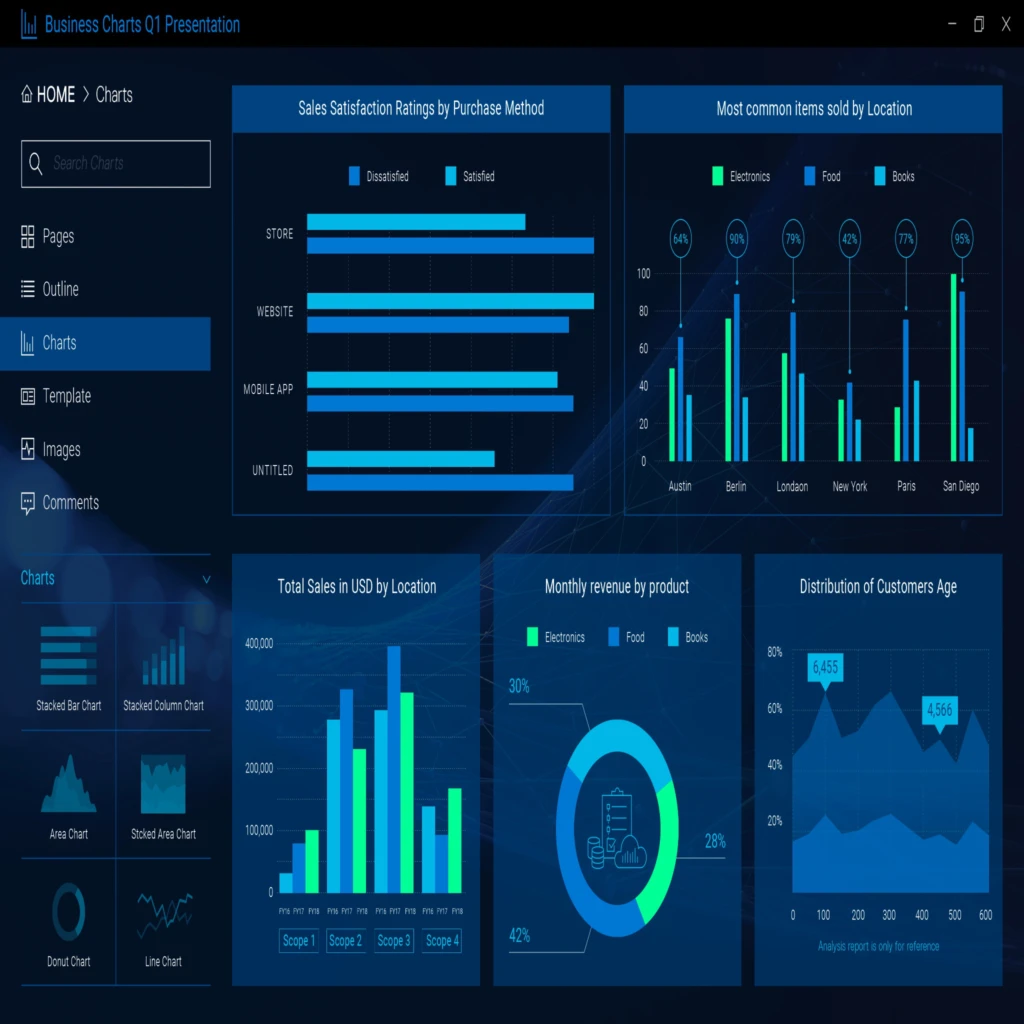 Business Charts Q1 Presentation
HOME > Charts
Search Charts
Pages
Outline
Charts
Template
Images
Comments
Charts
Stacked Bar Chart
Stacked Column Chart
Area Chart
Stcked Area Chart
Donut Chart
Line Chart
Sales Satisfaction Ratings by Purchase Method
Dissatisfied Satisfied
STORE
WEBSITE
MOBILE APP
UNTITLED
Most common items sold by Location
Electronics Food Books
64% 90% 79% 42% 77% 95%
100
80
60
40
20
0
Austin Berlin Londaon New York Paris San Diego
Total Sales in USD by Location
400,000
300,000
200,000
100,000
0
FY16 FY17 FY18 FY16 FY17 FY18 FY16 FY17 FY18 FY16 FY17 FY18
Scope 1 Scope 2 Scope 3 Scope 4
Monthly revenue by product
Electronics Food Books
30%
28%
42%
Distribution of Customers Age
80%
60%
40%
20%
6,455
4,566
0 100 200 300 400 500 600
Analysis report is only for reference